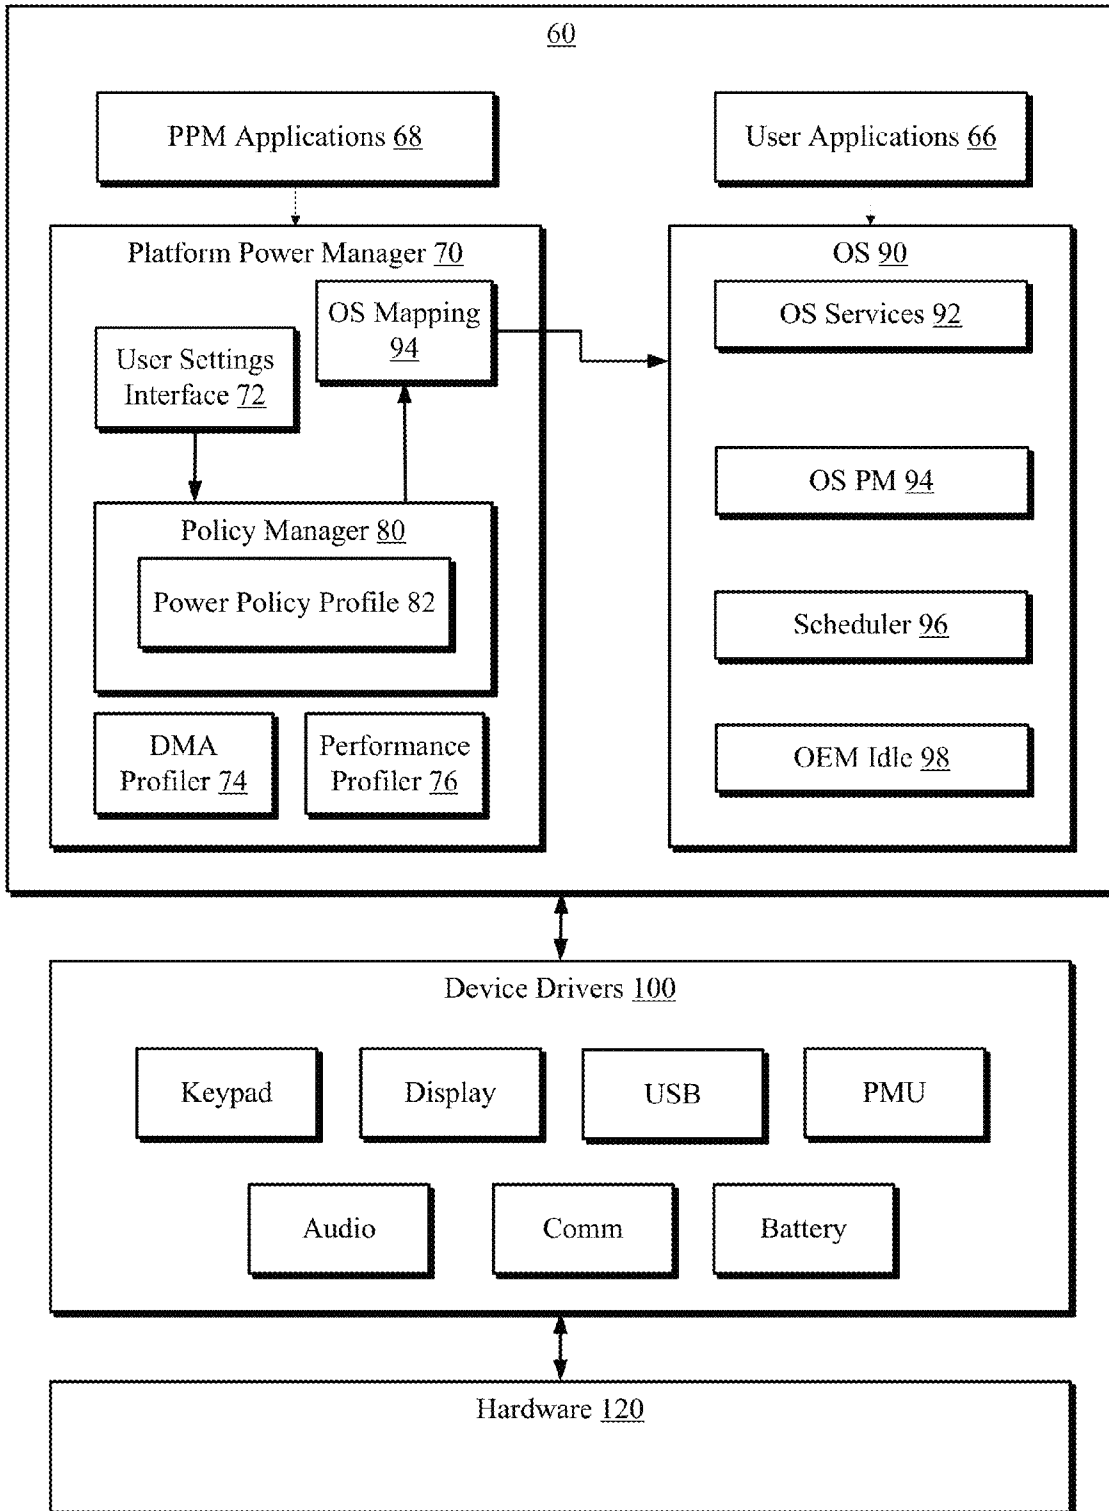 60
PPM Applications 68
User Applications 66
Platform Power Manager 70
OS Mapping
94
User Settings
Interface 72
Policy Manager 80
Power Policy Profile 82
DMA
Profiler 74
Performance
Profiler 76
OS 90
OS Services 92
OS PM 94
Scheduler 96
OEM Idle 98
Device Drivers 100
Keypad
Display
USB
PMU
Audio
Comm
Battery
Hardware 120